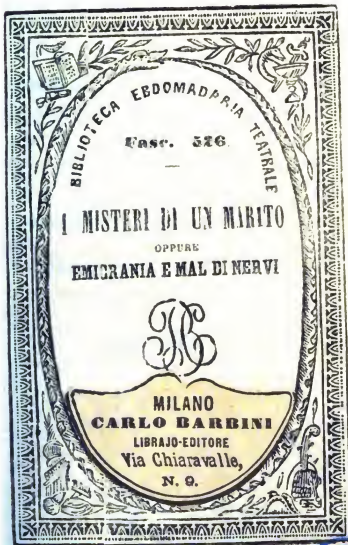 BIBLIOTECA EBDOMADARIA TEATRALE
Fasc. 526
I MISTERI DI UN MARITO
OPPURE
EMICRANIA E MAL DI NERVI
MILANO
CARLO BARBINI
LIBRAJO-EDITORE
Via Chiaravalle,
N. 9.